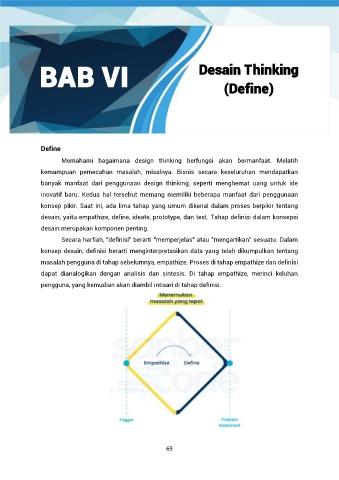 BAB VI
Desain Thinking
(Define)
Define
Memahami bagaimana design thinking berfungsi akan bermanfaat. Melatih
kemampuan pemecahan masalah, misalnya. Bisnis secara keseluruhan mendapatkan
banyak manfaat dari penggunaan design thinking, seperti menghemat uang untuk ide
inovatif baru. Kedua hal tersebut memang memiliki beberapa manfaat dari penggunaan
konsep pikir. Saat ini, ada lima tahap yang umum dikenal dalam proses berpikir tentang
desain, yaitu empathize, define, ideate, prototype, dan test. Tahap definisi dalam konsepsi
desain merupakan komponen penting.
Secara harfiah, “definisi” berarti “memperjelas” atau “mengartikan” sesuatu. Dalam
konsep desain, definisi berarti menginterpretasikan data yang telah dikumpulkan tentang
masalah pengguna di tahap sebelumnya, empathize. Proses di tahap empathize dan definisi
dapat dianalogikan dengan analisis dan sintesis. Di tahap empathize, merinci keluhan
pengguna, yang kemudian akan diambil intisari di tahap definisi.
Menemukan
masalah yang tepat
Empathize
Define
Trigger
Problem
Statement
69